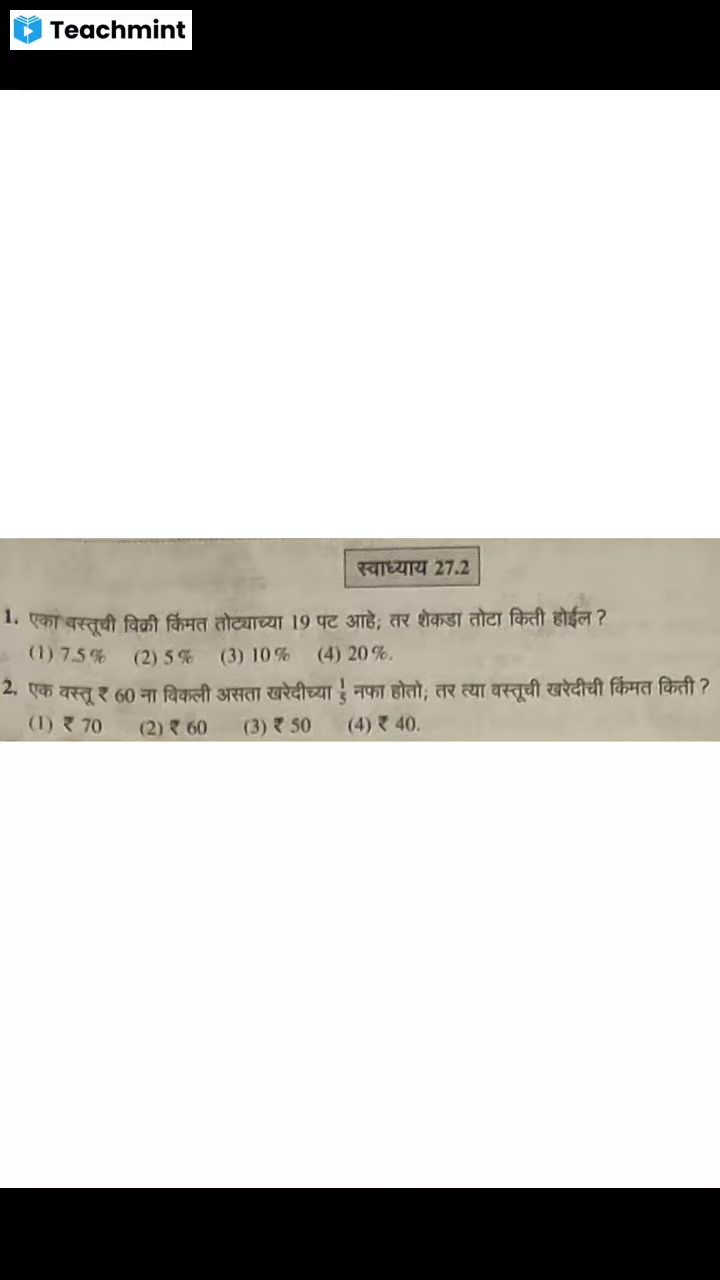 Teachmint
स्वाध्याय 27.2
1. एका वस्तूची विक्री किंमत तोट्याच्या 19 पट आहे; तर शेकडा तोटा किती होईल ?
(1) 7.5% (2) 5% (3) 10% (4) 20%.
2. एक वस्तू ₹ 60 ना विकली असता खरेदीच्या 1/5 नफा होतो; तर त्या वस्तूची खरेदीची किंमत किती ?
(1) ₹ 70 (2) ₹ 60 (3) ₹ 50 (4) ₹ 40.